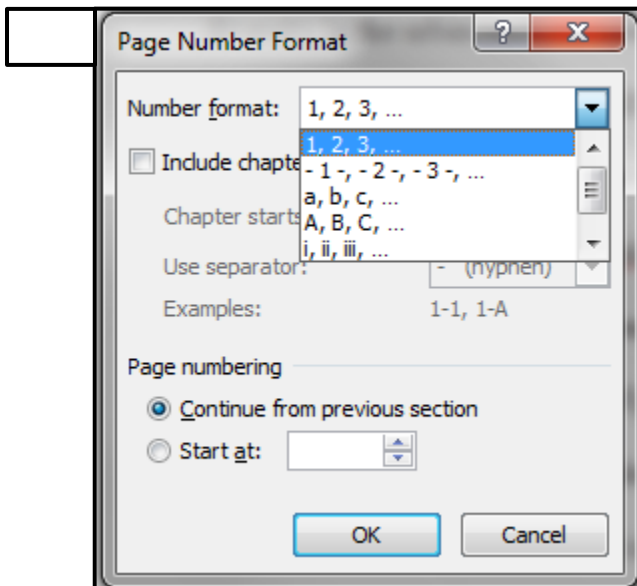 Page Number Format
Number format: 1, 2, 3, ...
1, 2, 3, ...
Include chapte
- 1 -, - 2 -, - 3 -, ...
a, b, c, ...
Chapter starts
A, B, C, ...
i, ii, iii, ...
Use separator: - (hyphen)
Examples: 1-1, 1-A
Page numbering
Continue from previous section
Start at:
OK Cancel